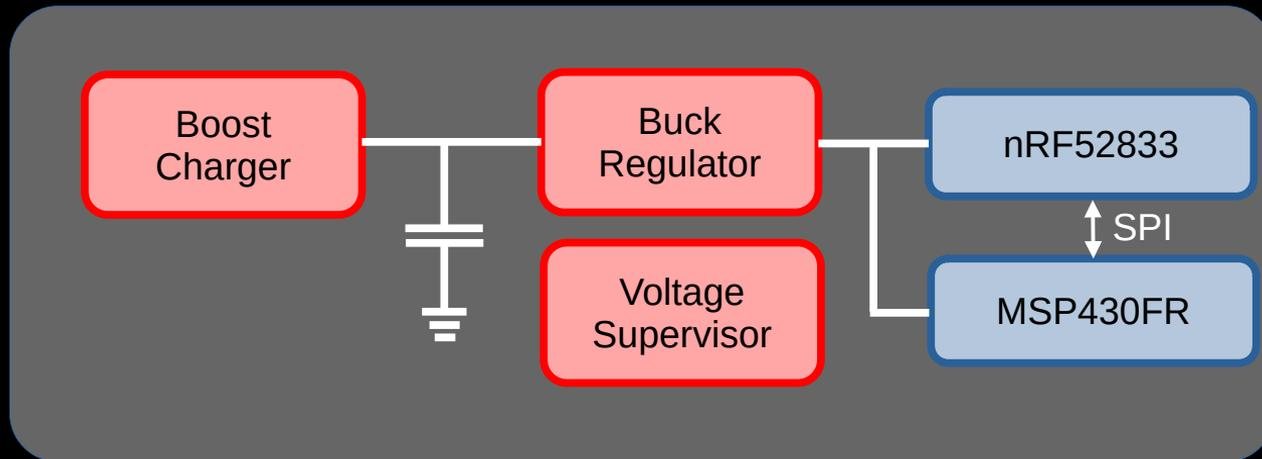 Boost
Charger
Buck
Regulator
nRF52833
SPI
Voltage
Supervisor
MSP430FR